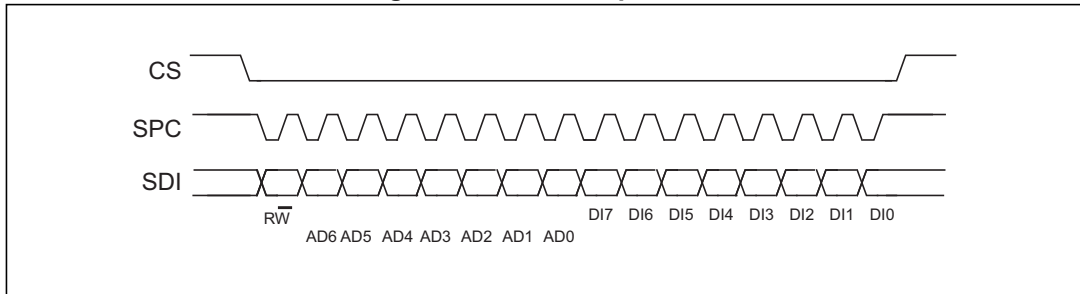 CS
SPC
SDI
RW̅
DI7 DI6 DI5 DI4 DI3 DI2 DI1 DI0
AD6 AD5 AD4 AD3 AD2 AD1 AD0